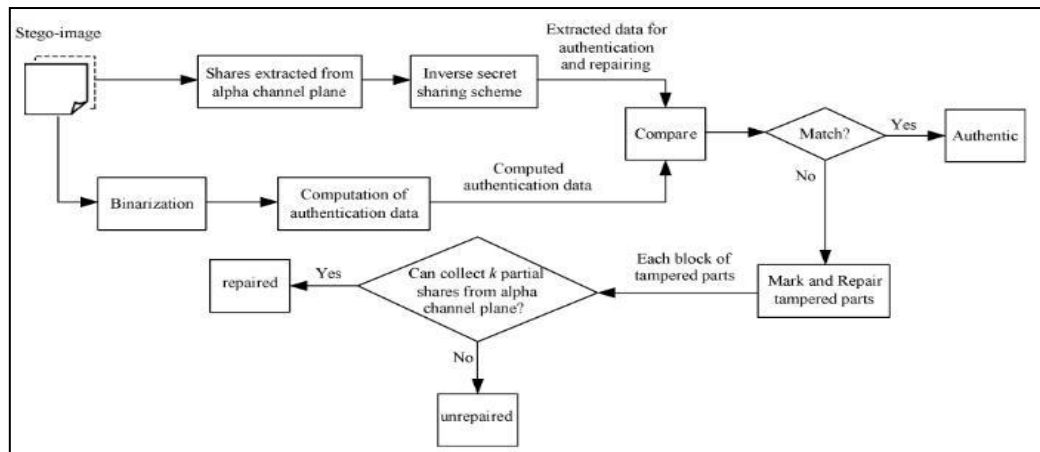 Stego-image
Shares extracted from
alpha channel plane
Inverse secret
sharing scheme
Extracted data for
authentication
and repairing
Compare
Match?
Yes
Authentic
No
Binarization
Computation of
authentication data
Computed
authentication data
Mark and Repair
tampered parts
Each block of
tampered parts
Can collect k partial
shares from alpha
channel plane?
Yes
repaired
No
unrepaired